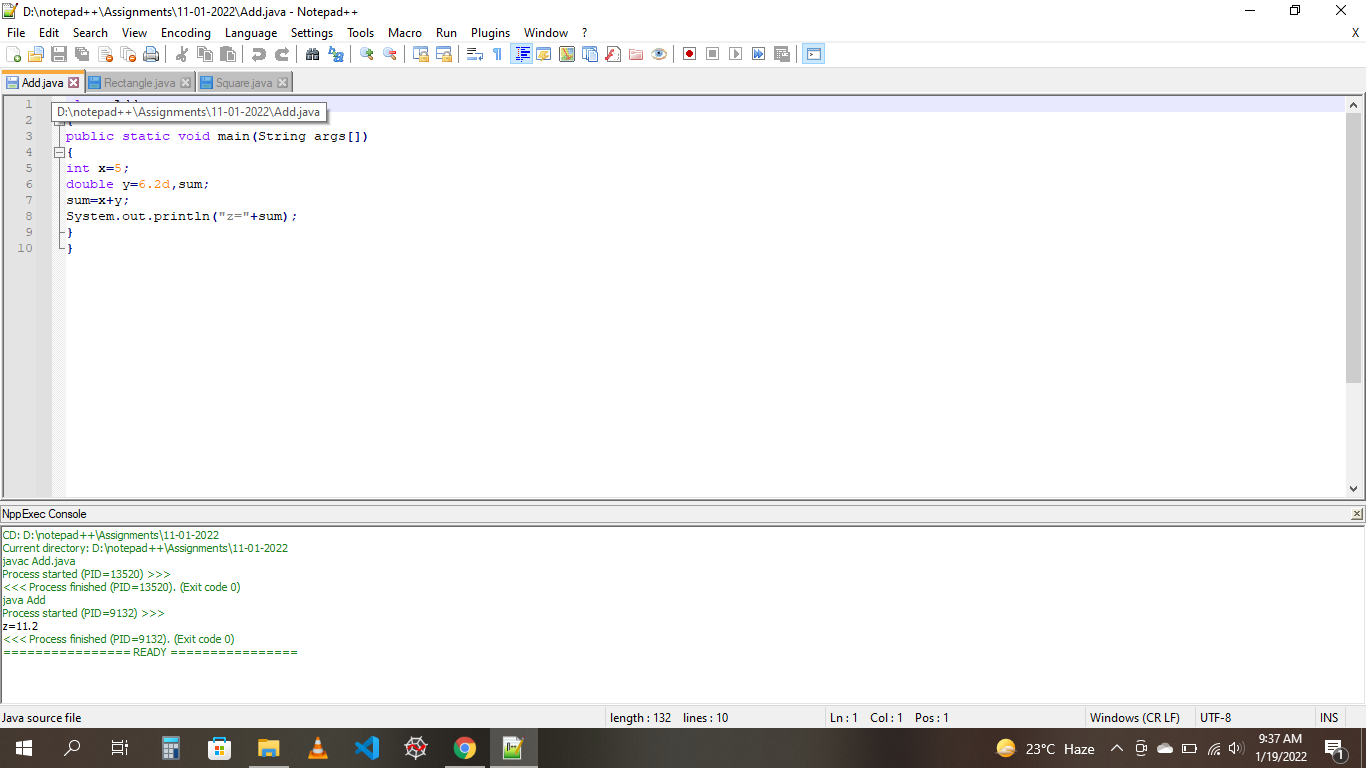 D:\notepad++\Assignments\11-01-2022\Add.java - Notepad++
File Edit Search View Encoding Language Settings Tools Macro Run Plugins Window ? X
Add.java Rectangle.java Square.java
1
D:\notepad++\Assignments\11-01-2022\Add.java
2 {
3 public static void main(String args[])
4 {
5 int x=5;
6 double y=6.2d,sum;
7 sum=x+y;
8 System.out.println("z="+sum);
9 }
10 }
NppExec Console
CD: D:\notepad++\Assignments\11-01-2022
Current directory: D:\notepad++\Assignments\11-01-2022
javac Add.java
Process started (PID=13520) >>>
<<< Process finished (PID=13520). (Exit code 0)
java Add
Process started (PID=9132) >>>
z=11.2
<<< Process finished (PID=9132). (Exit code 0)
================ READY ================
Java source file length : 132 lines : 10 Ln : 1 Col : 1 Pos : 1 Windows (CR LF) UTF-8 INS
23°C Haze 9:37 AM
1/19/2022 1